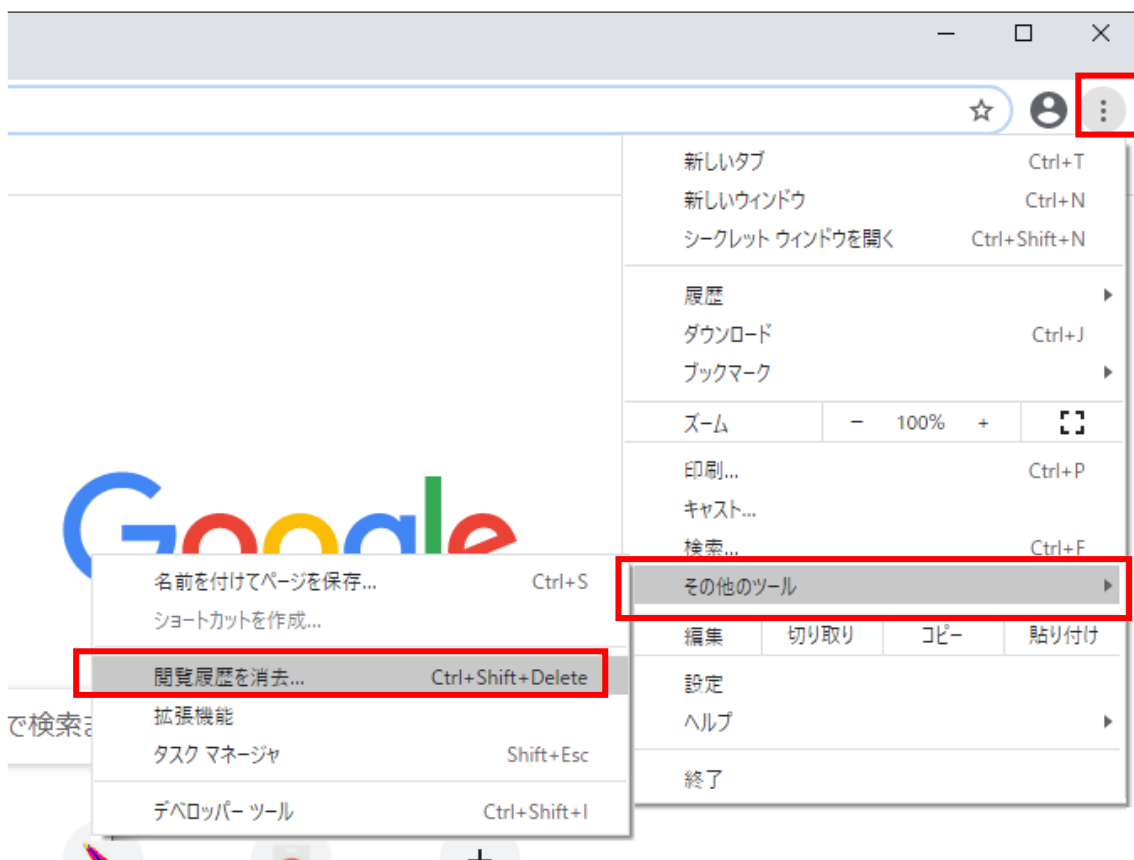 新しいタブ Ctrl+T
新しいウィンドウ Ctrl+N
シークレット ウィンドウを開く Ctrl+Shift+N
履歴
ダウンロード Ctrl+J
ブックマーク
ズーム − 100% +
印刷... Ctrl+P
キャスト...
検索... Ctrl+F
その他のツール
編集 切り取り コピー 貼り付け
設定
ヘルプ
終了
Google
名前を付けてページを保存... Ctrl+S
ショートカットを作成...
閲覧履歴を消去... Ctrl+Shift+Delete
拡張機能
タスク マネージャ Shift+Esc
デベロッパー ツール Ctrl+Shift+I
で検索